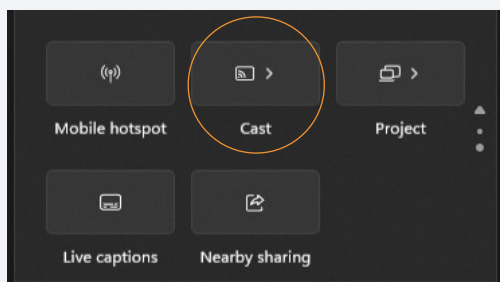 Mobile hotspot
Cast
Project
Live captions
Nearby sharing